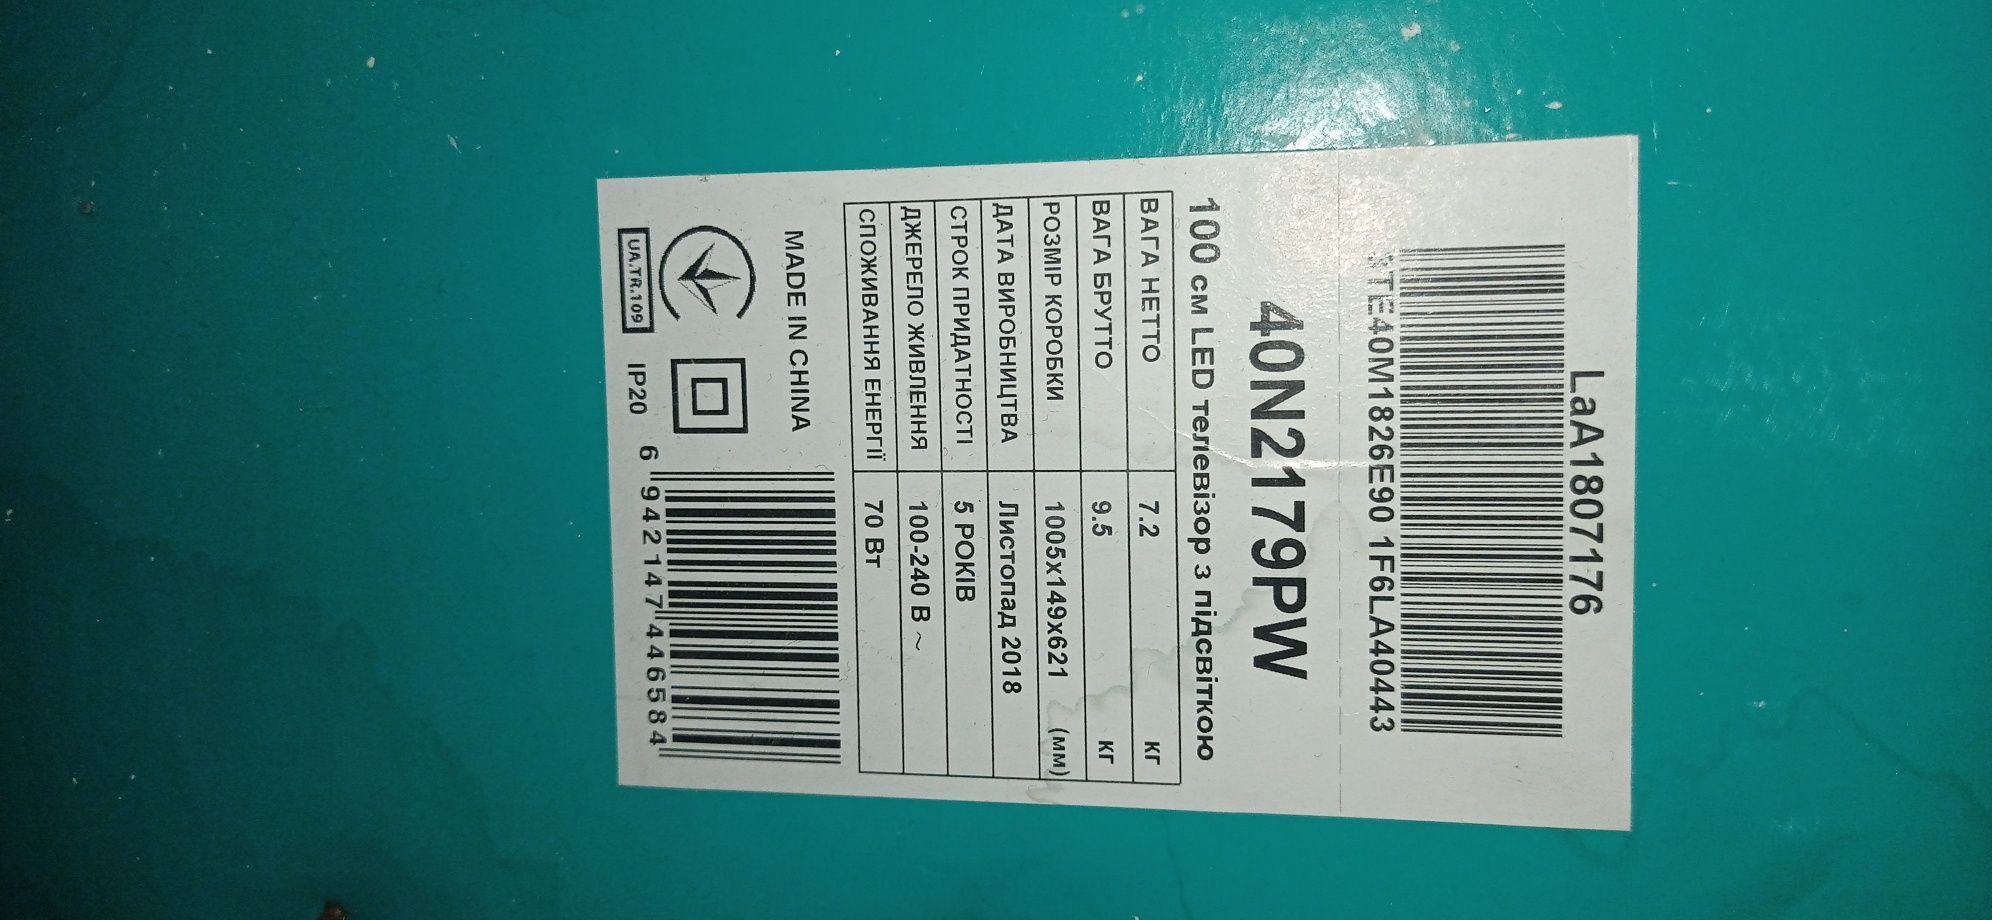 LaA1807176
STE40M1826E90 1F6LA40443
40N2179PW
100 см LED телевізор з підсвіткою
ВАГА НЕТТО 7.2 кг
ВАГА БРУТТО 9.5 кг
РОЗМІР КОРОБКИ 1005x149x621 (мм)
ДАТА ВИРОБНИЦТВА Листопад 2018
СТРОК ПРИДАТНОСТІ 5 РОКІВ
ДЖЕРЕЛО ЖИВЛЕННЯ 100-240 В ~
СПОЖИВАННЯ ЕНЕРГІЇ 70 Вт
MADE IN CHINA
UA.TR.109
IP20
6 942147 446584